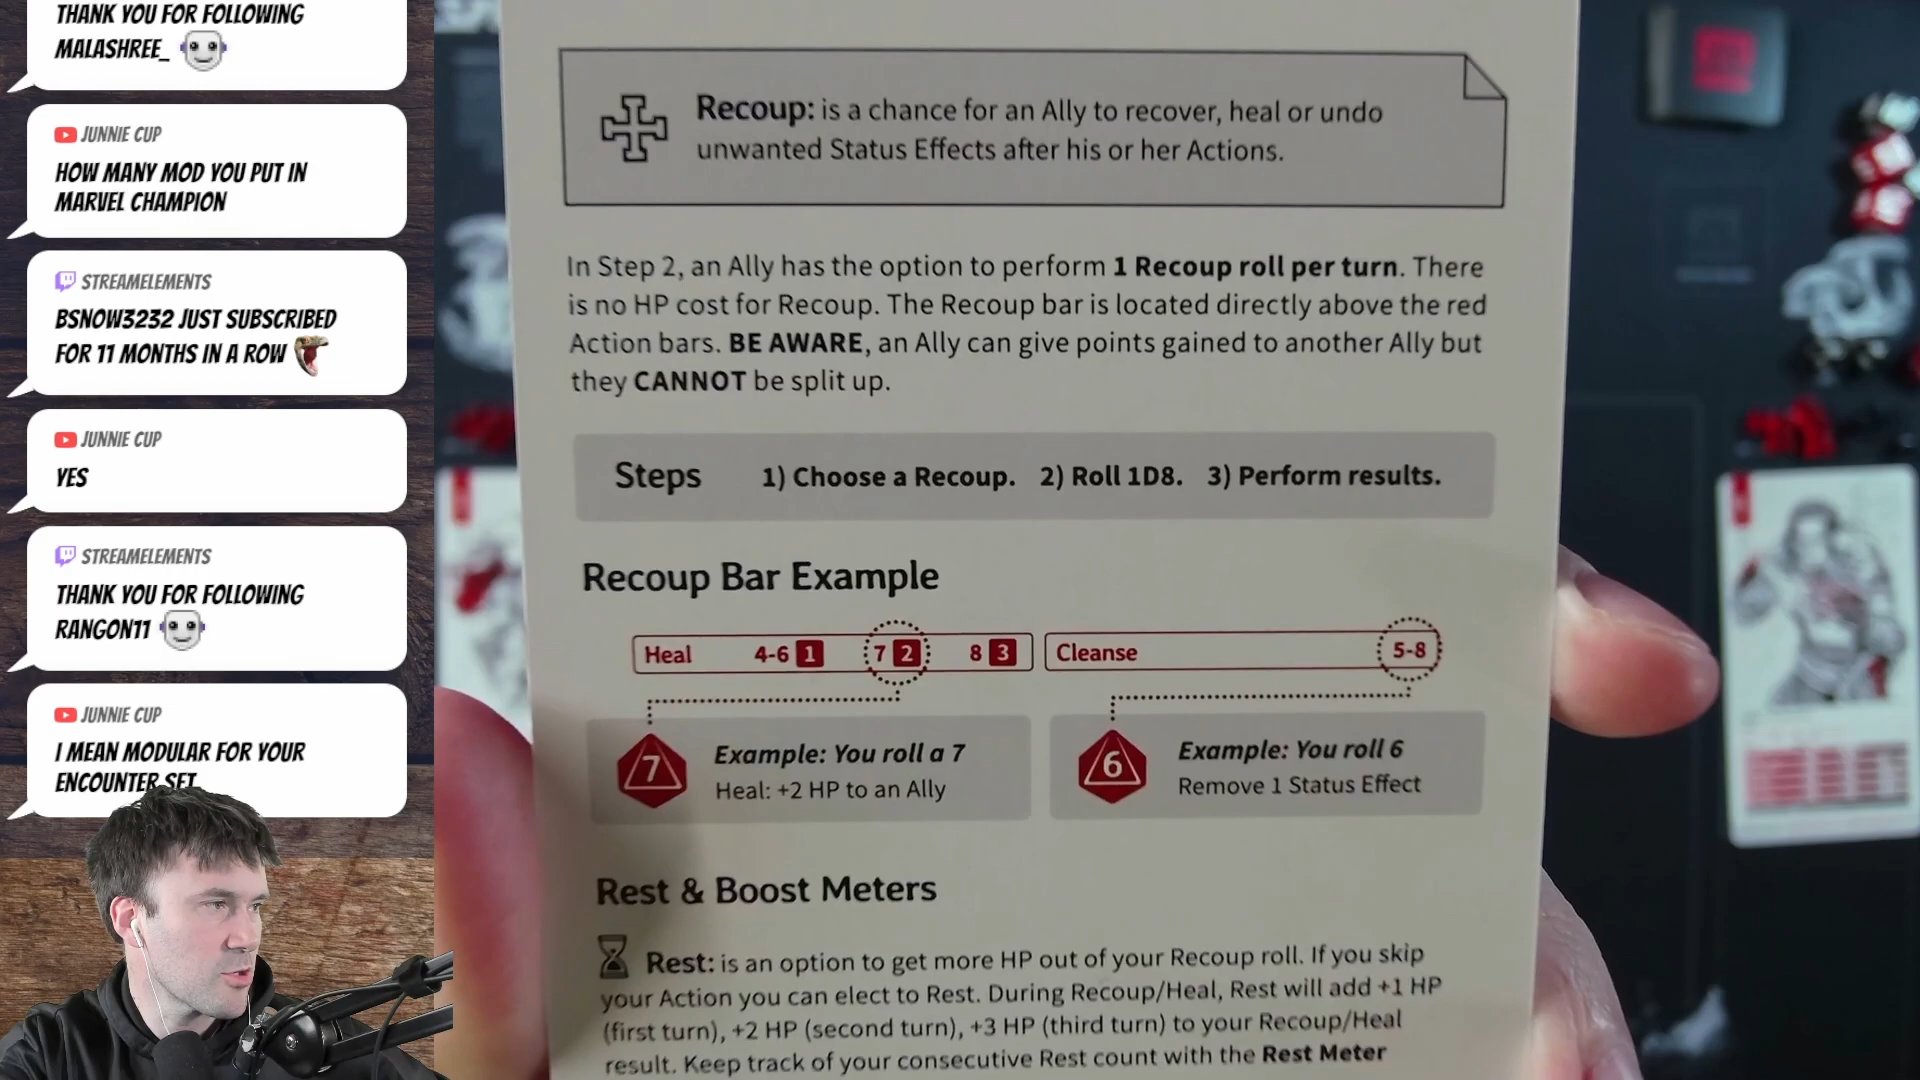 THANK YOU FOR FOLLOWING
MALASHREE_
JUNNIE CUP
HOW MANY MOD YOU PUT IN
MARVEL CHAMPION
STREAMELEMENTS
BSNOW3232 JUST SUBSCRIBED
FOR 11 MONTHS IN A ROW
JUNNIE CUP
YES
STREAMELEMENTS
THANK YOU FOR FOLLOWING
RANGON11
JUNNIE CUP
I MEAN MODULAR FOR YOUR
ENCOUNTER SET
Recoup: is a chance for an Ally to recover, heal or undo
unwanted Status Effects after his or her Actions.
In Step 2, an Ally has the option to perform 1 Recoup roll per turn. There
is no HP cost for Recoup. The Recoup bar is located directly above the red
Action bars. BE AWARE, an Ally can give points gained to another Ally but
they CANNOT be split up.
Steps 1) Choose a Recoup. 2) Roll 1D8. 3) Perform results.
Recoup Bar Example
Heal 4-6 1 7 2 8 3 Cleanse 5-8
7 Example: You roll a 7
Heal: +2 HP to an Ally
6 Example: You roll 6
Remove 1 Status Effect
Rest & Boost Meters
Rest: is an option to get more HP out of your Recoup roll. If you skip
your Action you can elect to Rest. During Recoup/Heal, Rest will add +1 HP
(first turn), +2 HP (second turn), +3 HP (third turn) to your Recoup/Heal
result. Keep track of your consecutive Rest count with the Rest Meter